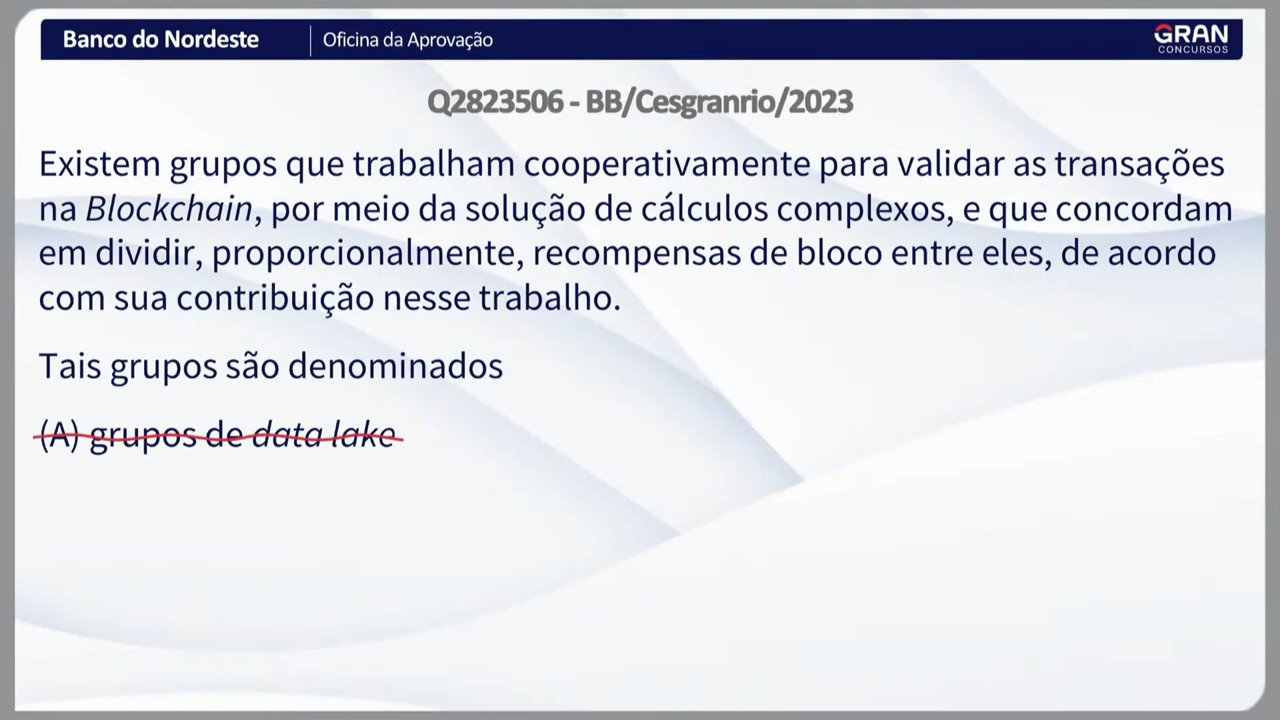 Banco do Nordeste
Oficina da Aprovação
GRAN
CONCURSOS
Q2823506 - BB/Cesgranrio/2023
Existem grupos que trabalham cooperativamente para validar as transações
na Blockchain, por meio da solução de cálculos complexos, e que concordam
em dividir, proporcionalmente, recompensas de bloco entre eles, de acordo
com sua contribuição nesse trabalho.
Tais grupos são denominados
(A) grupos de data lake